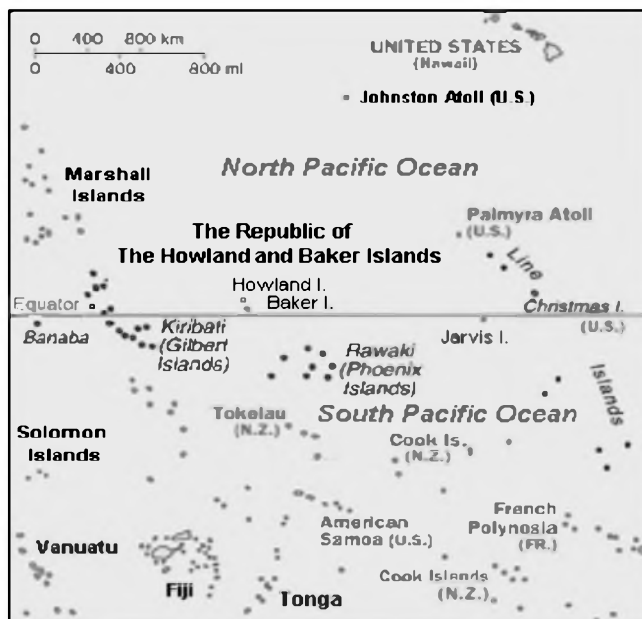 0 400 800 km
0 400 800 ml
UNITED STATES
(Hawaii)
Johnston Atoll (U.S.)
North Pacific Ocean
Marshall
Islands
Palmyra Atoll
(U.S.)
The Republic of
The Howland and Baker Islands
Line
Howland I.
Equator
Baker I.
Christmas I.
(U.S.)
Banaba
Kiribati
(Gilbert
Islands)
Jarvis I.
Rawaki
(Phoenix
Islands)
Islands
Tokelau
(N.Z.)
South Pacific Ocean
Solomon
Islands
Cook Is.
(N.Z.)
American
Samoa (U.S.)
French
Polynosia
(FR.)
Vanuatu
Fiji
Tonga
Cook Islands
(N.Z.)